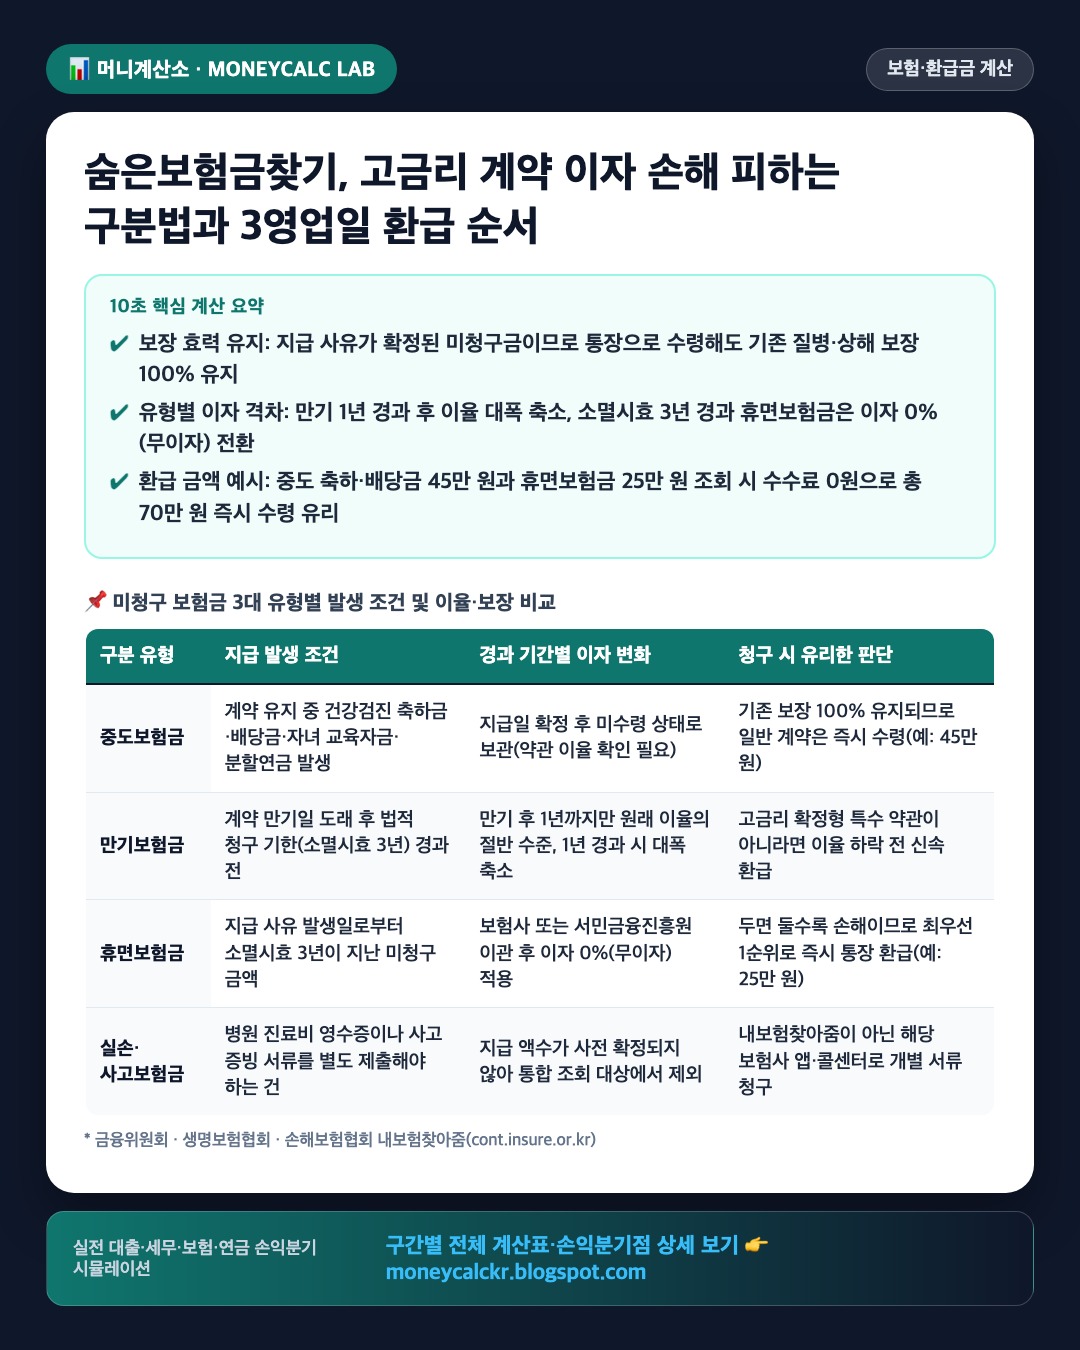 📊 머니계산소 · MONEYCALC LAB
보험·환급금 계산
숨은보험금찾기, 고금리 계약 이자 손해 피하는
구분법과 3영업일 환급 순서
10초 핵심 계산 요약
✔ 보장 효력 유지: 지급 사유가 확정된 미청구금이므로 통장으로 수령해도 기존 질병·상해 보장
100% 유지
✔ 유형별 이자 격차: 만기 1년 경과 후 이율 대폭 축소, 소멸시효 3년 경과 휴면보험금은 이자 0%
(무이자) 전환
✔ 환급 금액 예시: 중도 축하·배당금 45만 원과 휴면보험금 25만 원 조회 시 수수료 0원으로 총
70만 원 즉시 수령 유리
📌 미청구 보험금 3대 유형별 발생 조건 및 이율·보장 비교
구분 유형
지급 발생 조건
경과 기간별 이자 변화
청구 시 유리한 판단
중도보험금
계약 유지 중 건강검진 축하금
·배당금·자녀 교육자금·
분할연금 발생
지급일 확정 후 미수령 상태로
보관(약관 이율 확인 필요)
기존 보장 100% 유지되므로
일반 계약은 즉시 수령(예: 45만
원)
만기보험금
계약 만기일 도래 후 법적
청구 기한(소멸시효 3년) 경과
전
만기 후 1년까지만 원래 이율의
절반 수준, 1년 경과 시 대폭
축소
고금리 확정형 특수 약관이
아니라면 이율 하락 전 신속
환급
휴면보험금
지급 사유 발생일로부터
소멸시효 3년이 지난 미청구
금액
보험사 또는 서민금융진흥원
이관 후 이자 0%(무이자)
적용
두면 둘수록 손해이므로 최우선
1순위로 즉시 통장 환급(예:
25만 원)
실손·
사고보험금
병원 진료비 영수증이나 사고
증빙 서류를 별도 제출해야
하는 건
지급 액수가 사전 확정되지
않아 통합 조회 대상에서 제외
내보험찾아줌이 아닌 해당
보험사 앱·콜센터로 개별 서류
청구
* 금융위원회 · 생명보험협회 · 손해보험협회 내보험찾아줌(cont.insure.or.kr)
실전 대출·세무·보험·연금 손익분기
시뮬레이션
구간별 전체 계산표·손익분기점 상세 보기 👉
moneycalckr.blogspot.com